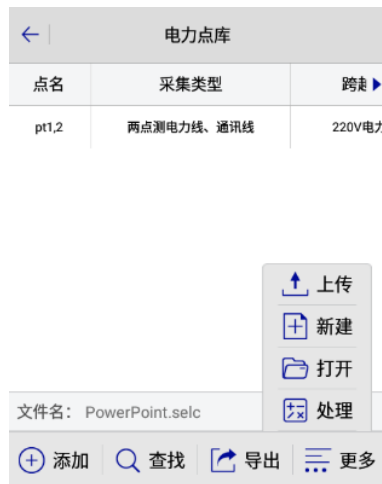 电力点库
点名 采集类型 跨越
pt1,2 两点测电力线、通讯线 220V电力
上传
新建
打开
处理
文件名： PowerPoint.selc
添加 查找 导出 更多